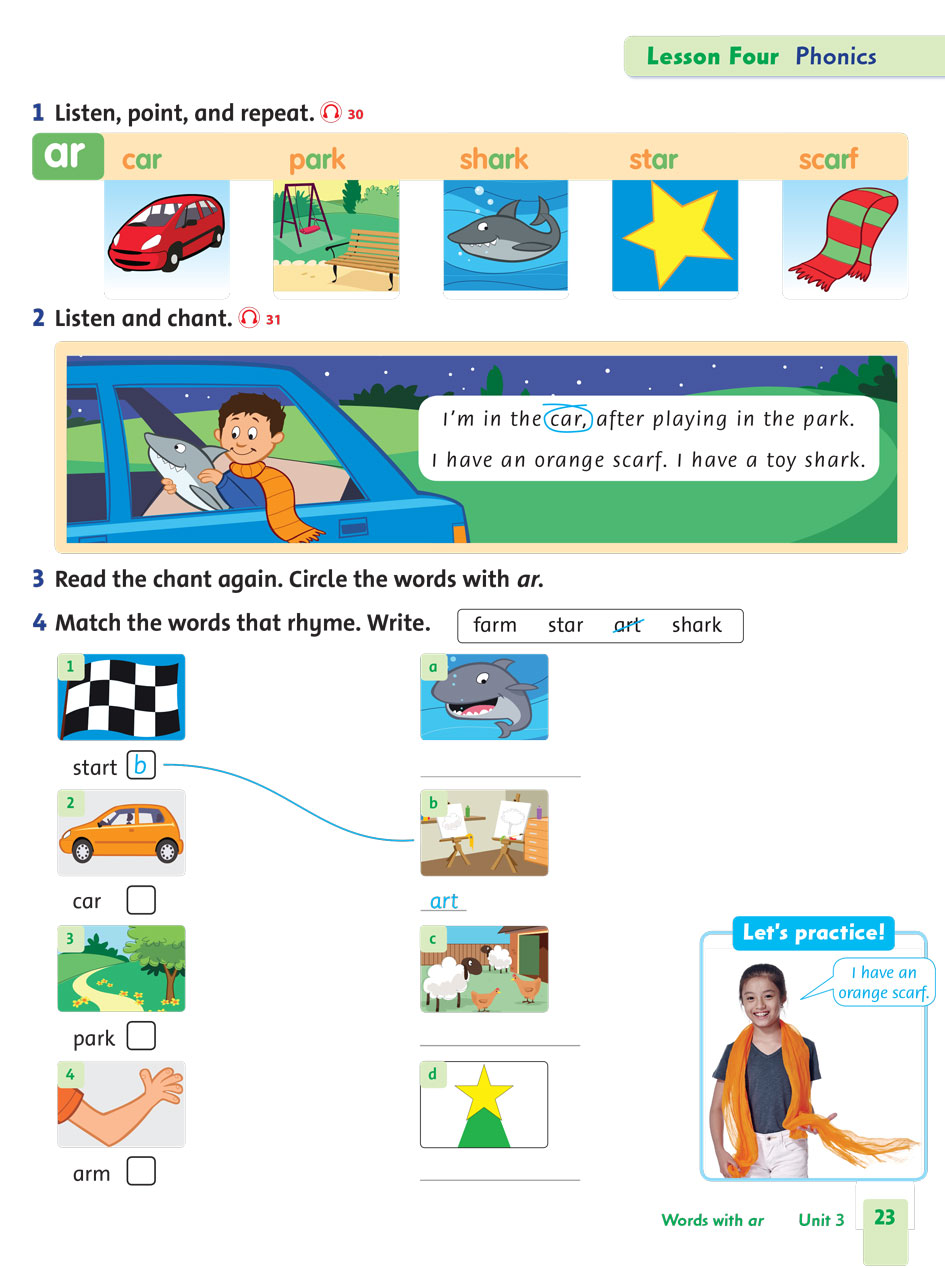 Lesson Four Phonics
1 Listen, point, and repeat. 30
ar car park shark star scarf
2 Listen and chant. 31
I'm in the car, after playing in the park.
I have an orange scarf. I have a toy shark.
3 Read the chant again. Circle the words with ar.
4 Match the words that rhyme. Write.
farm star art shark
1
a
start b
2
b
car
art
3
c
park
4
d
arm
Let's practice!
I have an
orange scarf.
Words with ar Unit 3 23